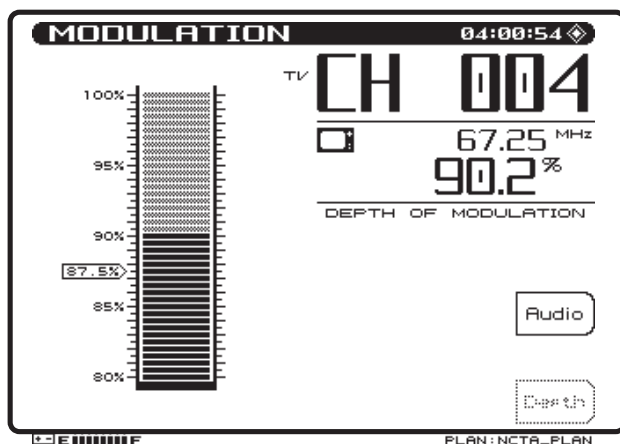 MODULATION 04:00:54
TV CH 004
67.25 MHz
90.2%
DEPTH OF MODULATION
100%
95%
90%
87.5%
85%
80%
Audio
Depth
E F PLAN:NCTA_PLAN